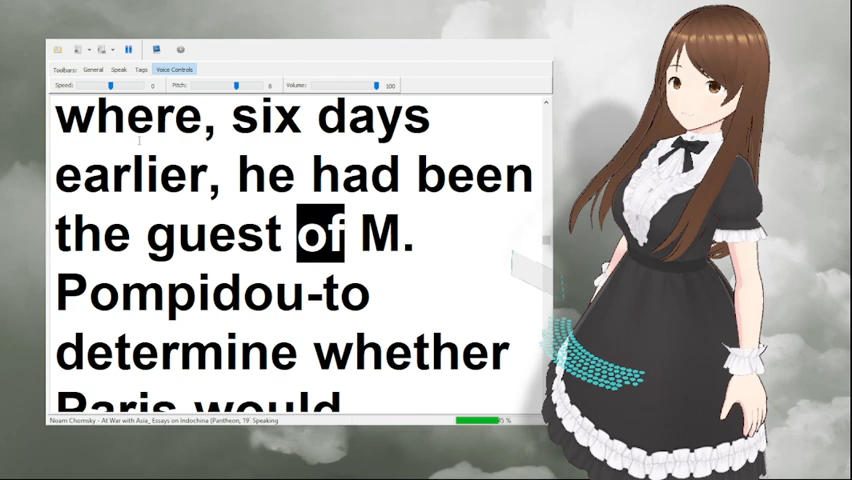 Toolbars: General Speak Tags Voice Controls
Speed: 0 Pitch: 8 Volume: 100
where, six days
earlier, he had been
the guest of M.
Pompidou-to
determine whether
Paris would
Noam Chomsky - At War with Asia_ Essays on Indochina (Pantheon, 19 Speaking